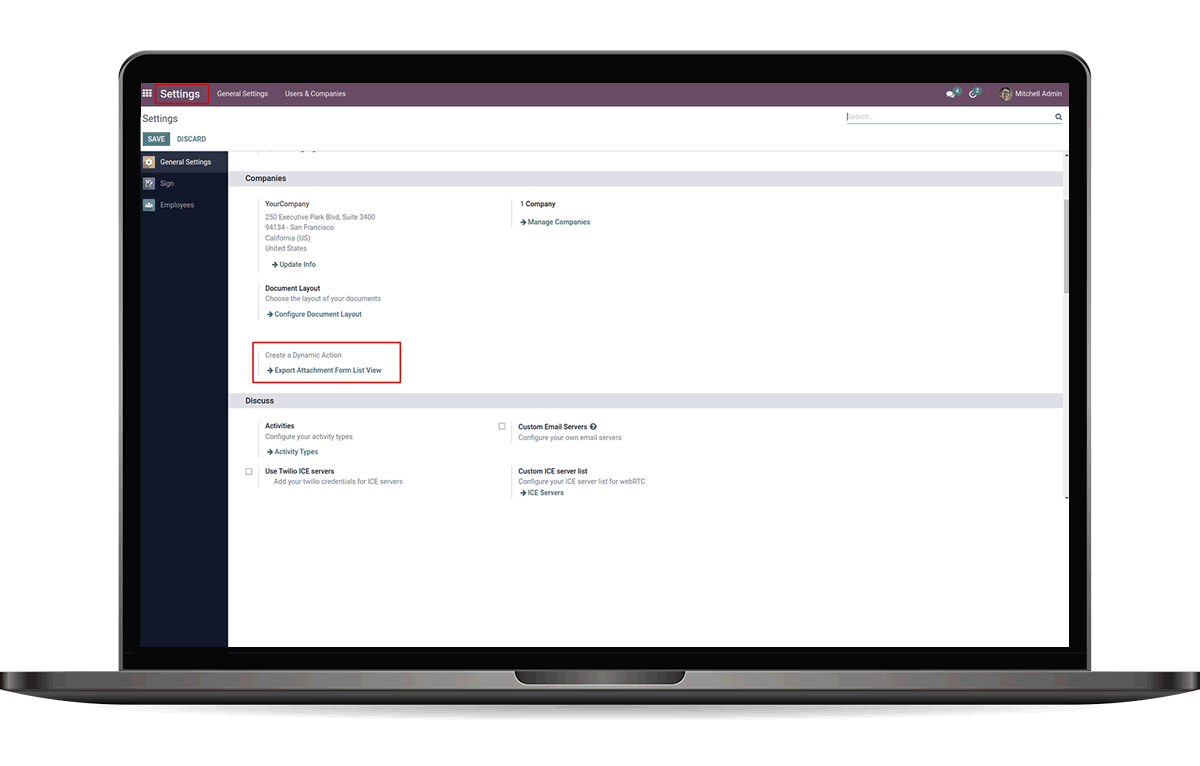 Settings General Settings Users & Companies 4 2 Mitchell Admin
Settings
Search...
SAVE DISCARD
General Settings
Sign
Employees
Companies
YourCompany
250 Executive Park Blvd, Suite 3400
94134 - San Francisco
California (US)
United States
Update Info
1 Company
Manage Companies
Document Layout
Choose the layout of your documents
Configure Document Layout
Create a Dynamic Action
Export Attachment Form List View
Discuss
Activities
Configure your activity types
Activity Types
Custom Email Servers ?
Configure your own email servers
Use Twilio ICE servers
Add your twilio credentials for ICE servers
Custom ICE server list
Configure your ICE server list for webRTC
ICE Servers